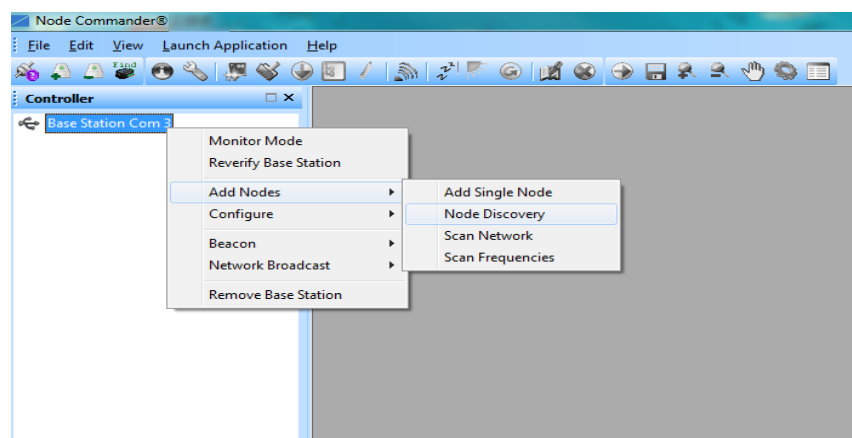 Node Commander®
File Edit View Launch Application Help
Find
Controller
Base Station Com 3
Monitor Mode
Reverify Base Station
Add Nodes
Configure
Beacon
Network Broadcast
Remove Base Station
Add Single Node
Node Discovery
Scan Network
Scan Frequencies